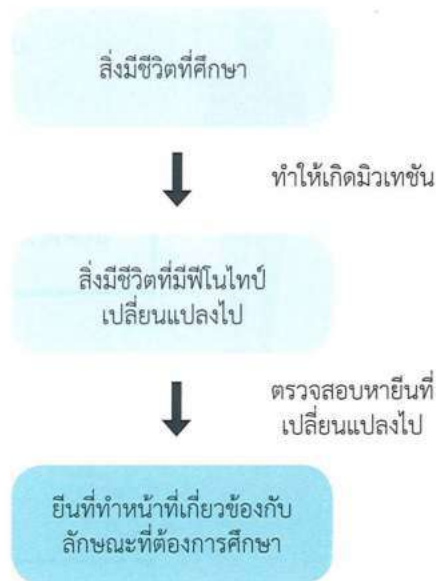 สิ่งมีชีวิตที่ศึกษา
ทำให้เกิดมิวเทชัน
สิ่งมีชีวิตที่มีฟีโนไทป์
เปลี่ยนแปลงไป
ตรวจสอบหายีนที่
เปลี่ยนแปลงไป
ยีนที่ทำหน้าที่เกี่ยวข้องกับ
ลักษณะที่ต้องการศึกษา